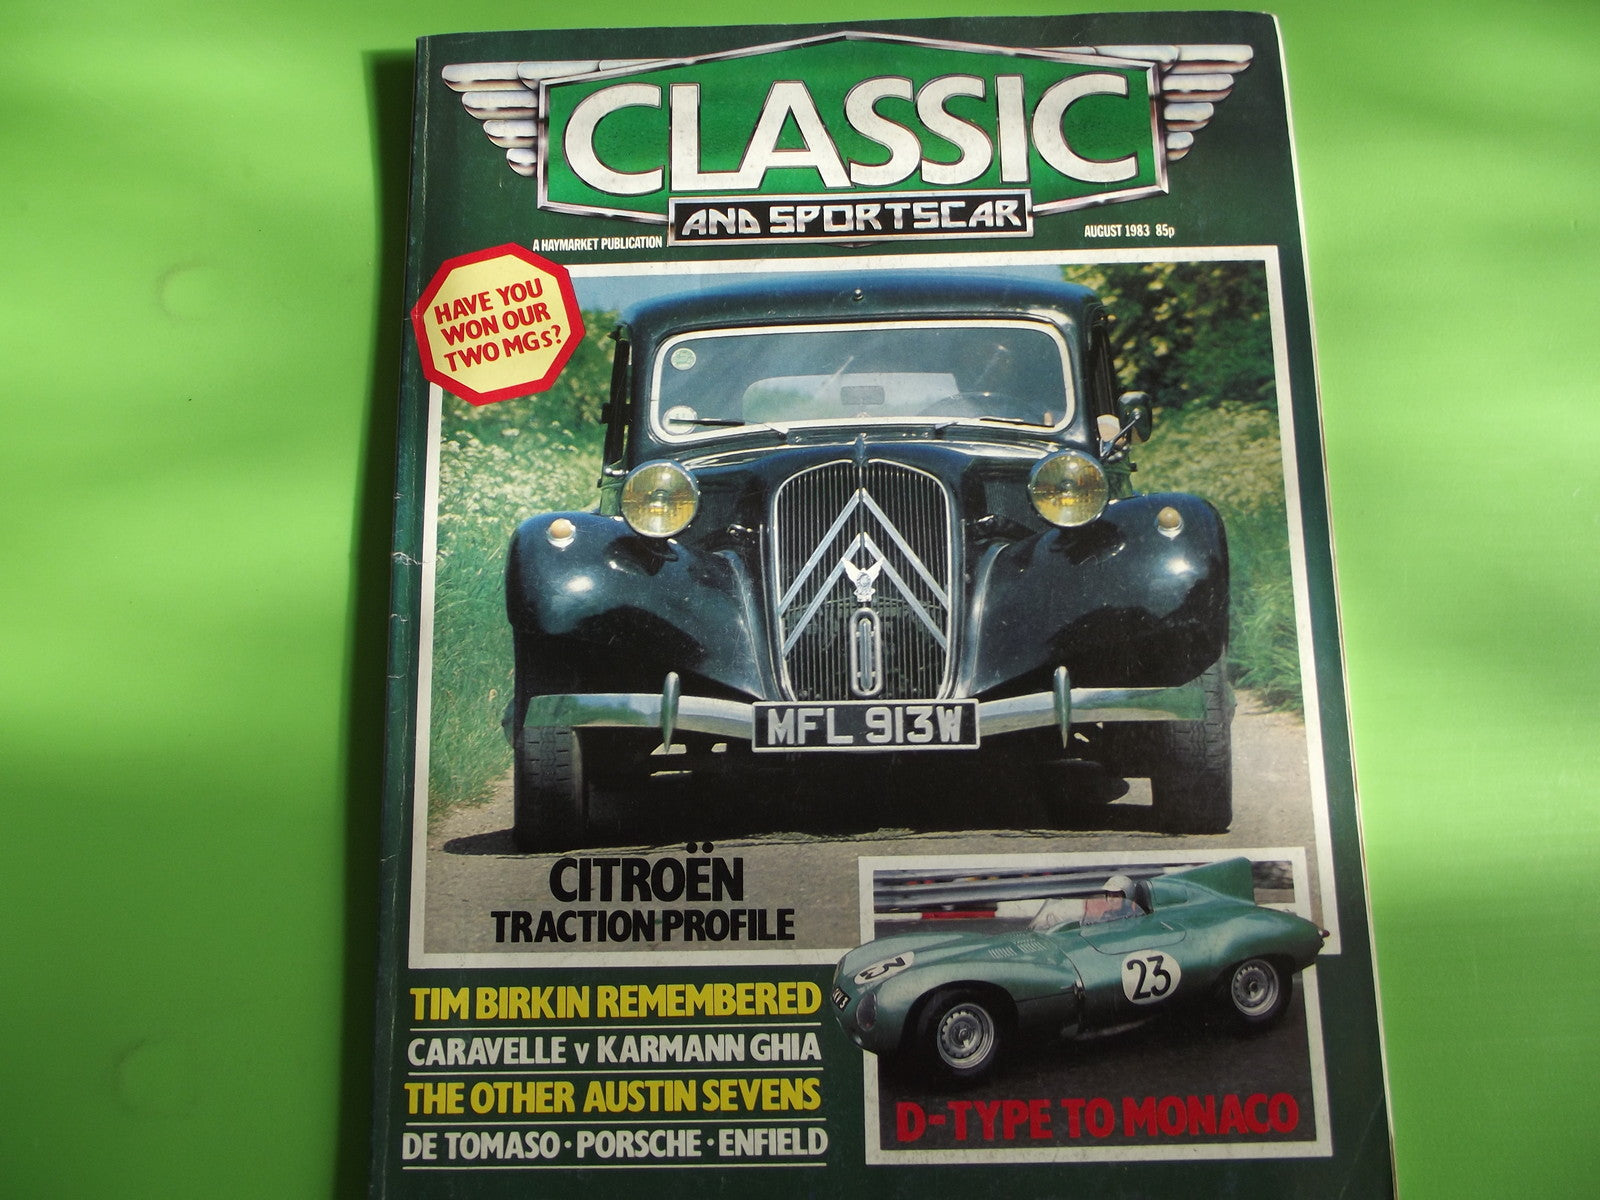 CLASSIC
AND SPORTSCAR
A HAYMARKET PUBLICATION
AUGUST 1983 85p
HAVE YOU
WON OUR
TWO MGs?
MFL 913W
CITROËN
TRACTION PROFILE
23
TIM BIRKIN REMEMBERED
CARAVELLE v KARMANN GHIA
THE OTHER AUSTIN SEVENS
DE TOMASO · PORSCHE · ENFIELD
D-TYPE TO MONACO